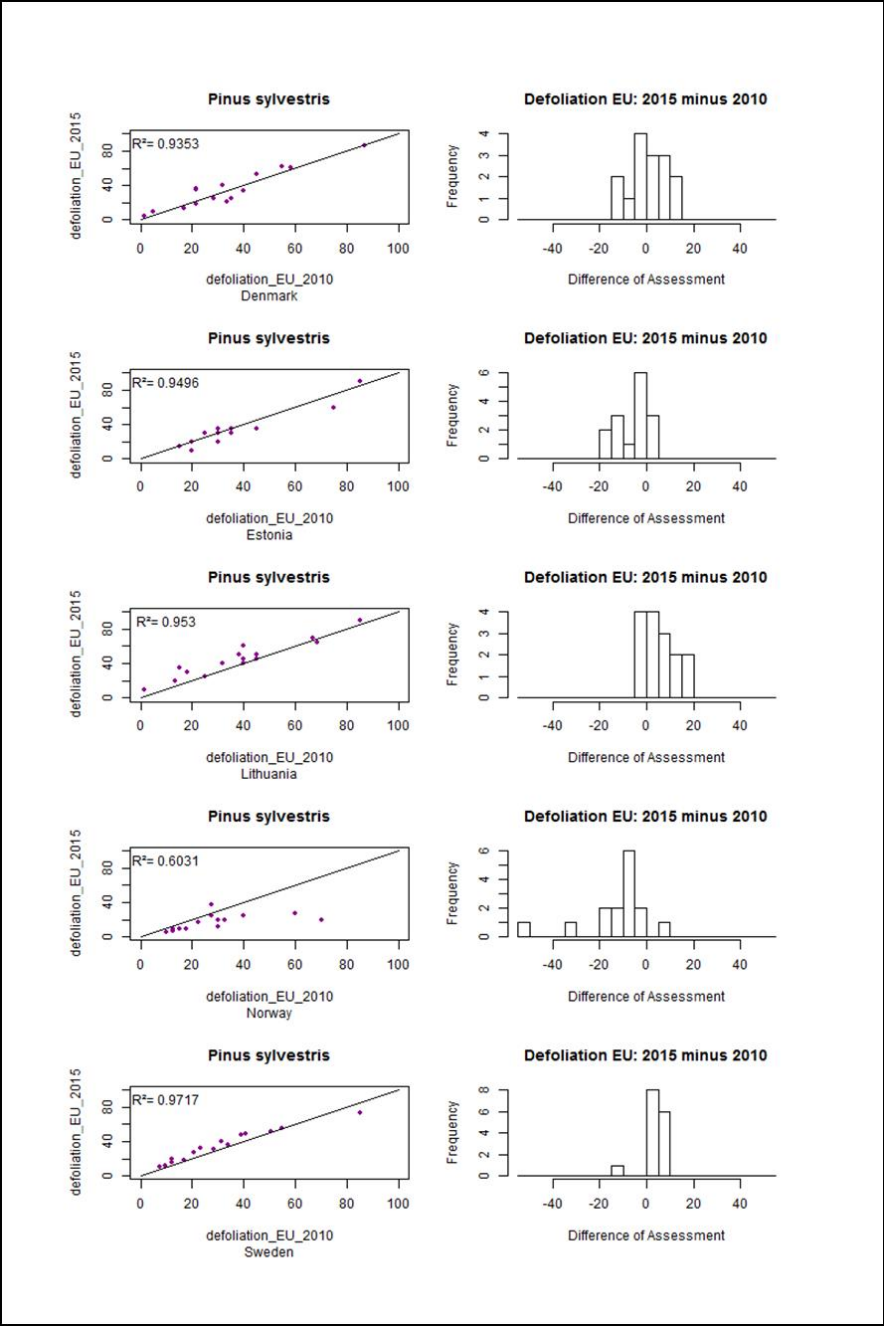 Pinus sylvestris
defoliation_EU_2015
R²= 0.9353
80
40
0
0 20 40 60 80 100
defoliation_EU_2010
Denmark
Defoliation EU: 2015 minus 2010
Frequency
4
3
2
1
0
-40 -20 0 20 40
Difference of Assessment
Pinus sylvestris
defoliation_EU_2015
R²= 0.9496
80
40
0
0 20 40 60 80 100
defoliation_EU_2010
Estonia
Defoliation EU: 2015 minus 2010
Frequency
6
4
2
0
-40 -20 0 20 40
Difference of Assessment
Pinus sylvestris
defoliation_EU_2015
R²= 0.953
80
40
0
0 20 40 60 80 100
defoliation_EU_2010
Lithuania
Defoliation EU: 2015 minus 2010
Frequency
4
3
2
1
0
-40 -20 0 20 40
Difference of Assessment
Pinus sylvestris
defoliation_EU_2015
R²= 0.6031
80
40
0
0 20 40 60 80 100
defoliation_EU_2010
Norway
Defoliation EU: 2015 minus 2010
Frequency
6
4
2
0
-40 -20 0 20 40
Difference of Assessment
Pinus sylvestris
defoliation_EU_2015
R²= 0.9717
80
40
0
0 20 40 60 80 100
defoliation_EU_2010
Sweden
Defoliation EU: 2015 minus 2010
Frequency
8
6
4
2
0
-40 -20 0 20 40
Difference of Assessment